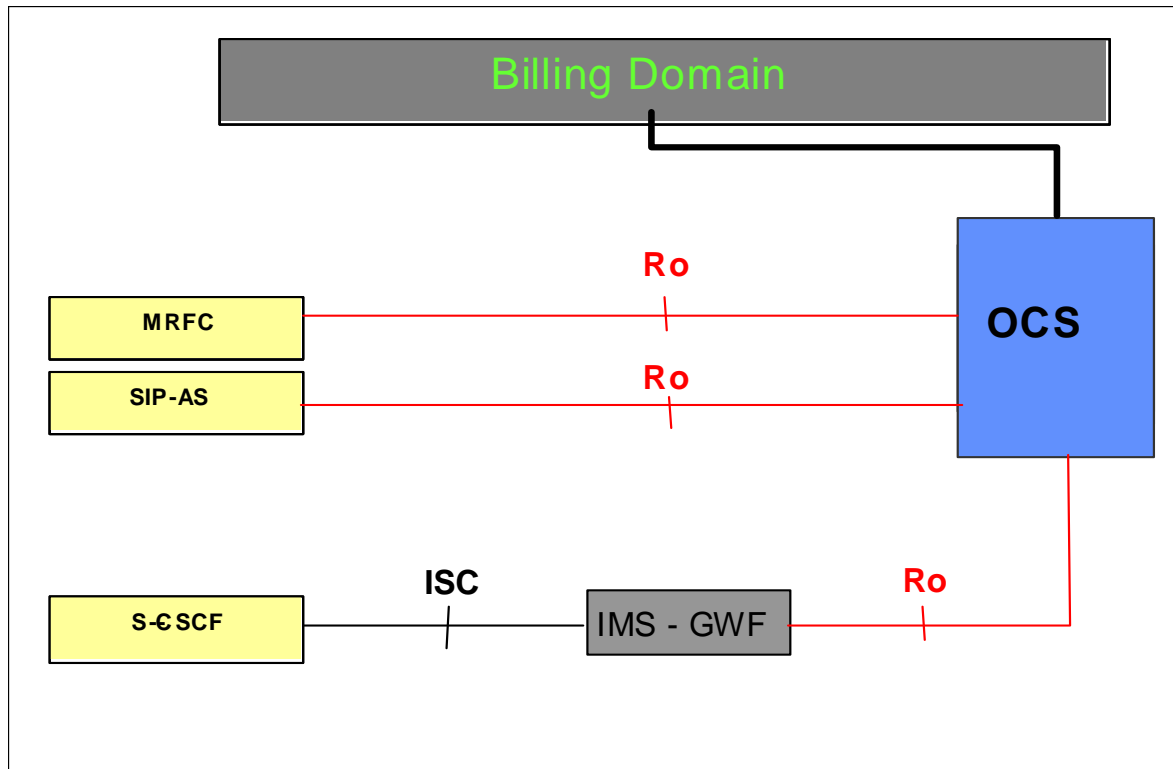 Billing Domain
Ro
MRFC
OCS
Ro
SIP-AS
ISC
Ro
S-CSCF
IMS - GWF